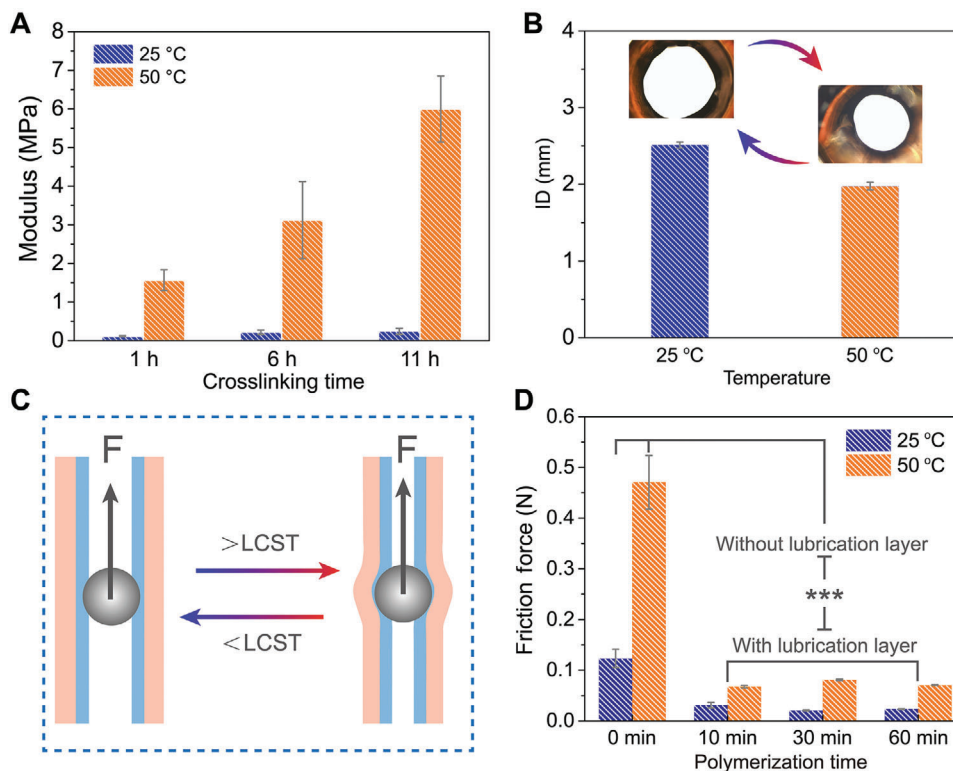 A
25 °C
50 °C
Modulus (MPa)
8
7
6
5
4
3
2
1
0
1 h
6 h
11 h
Crosslinking time
B
ID (mm)
4
3
2
1
0
25 °C
50 °C
Temperature
C
F
F
>LCST
<LCST
D
25 °C
50 °C
Friction force (N)
0.6
0.5
0.4
0.3
0.2
0.1
0.0
Without lubrication layer
***
With lubrication layer
0 min
10 min
30 min
60 min
Polymerization time